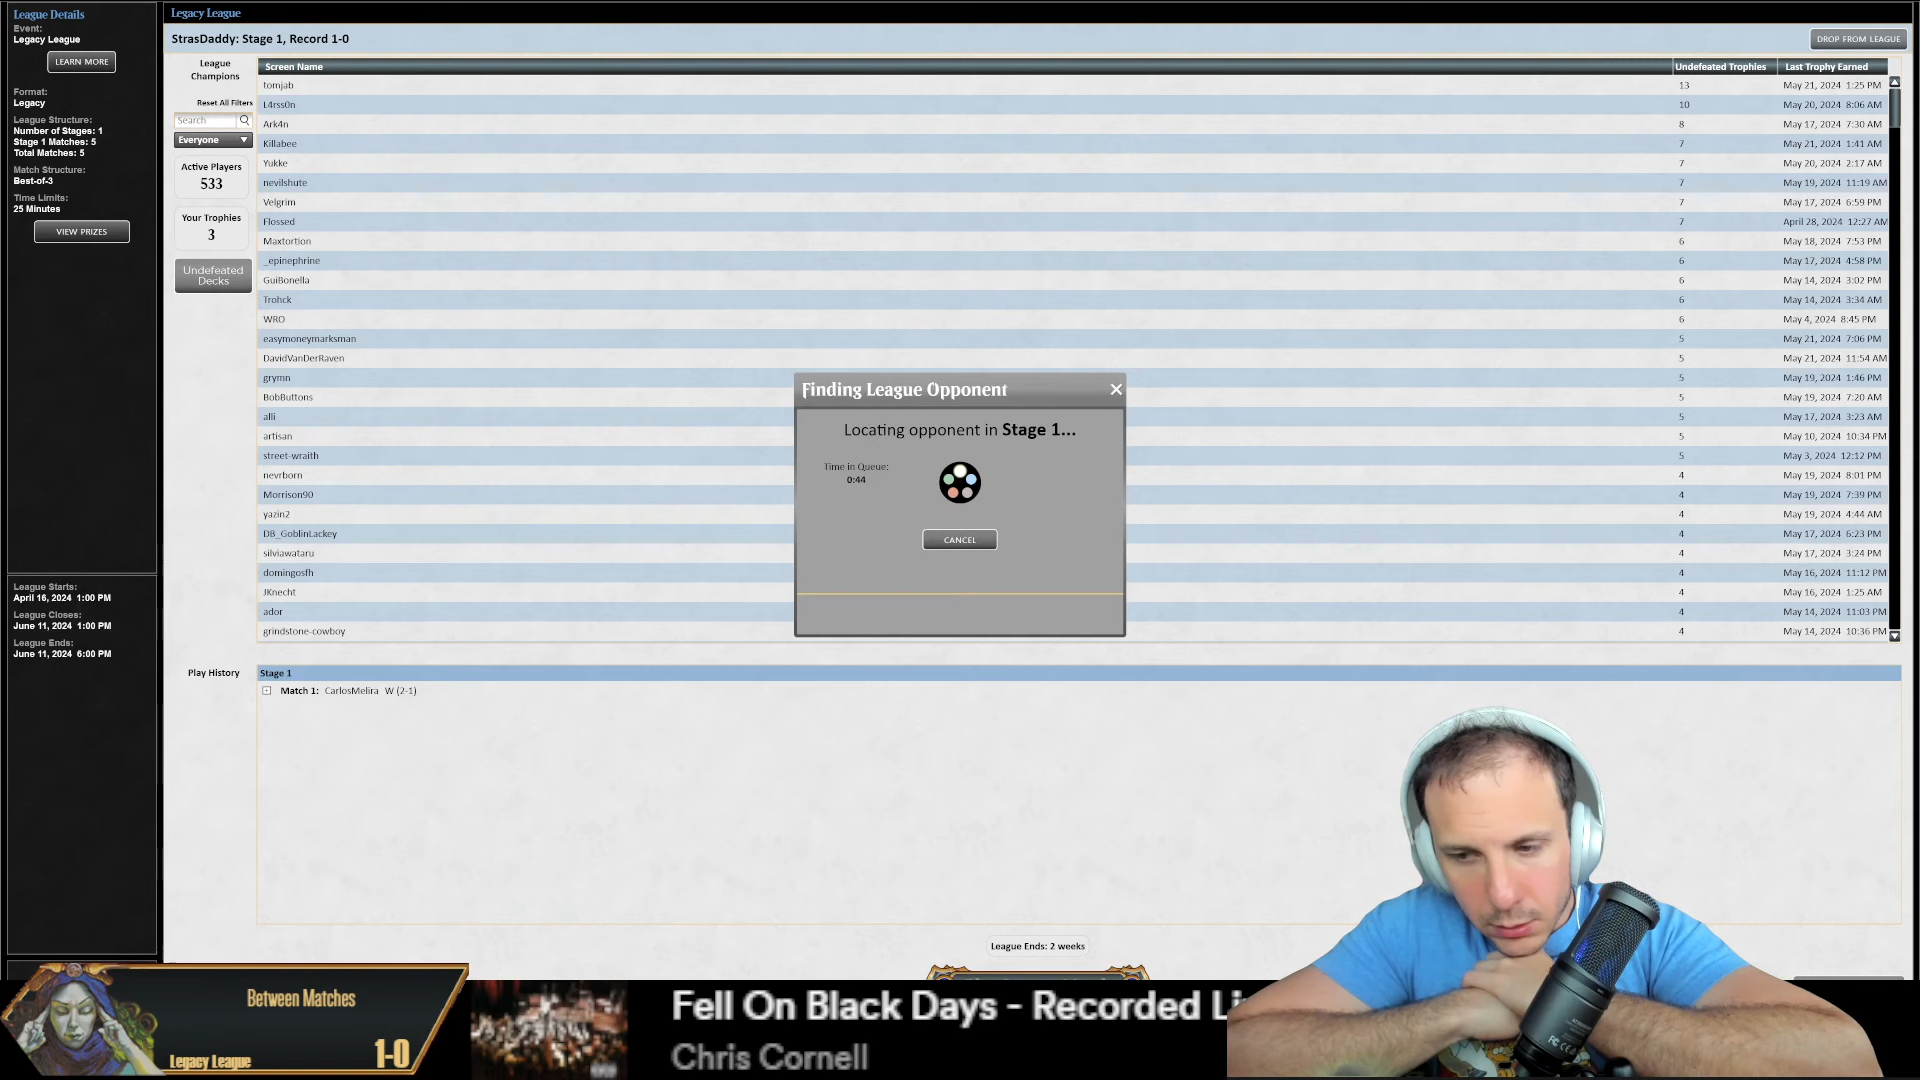 League Details
Event:
Legacy League
LEARN MORE
Format:
Legacy
League Structure:
Number of Stages: 1
Stage 1 Matches: 5
Total Matches: 5
Match Structure:
Best-of-3
Time Limits:
25 Minutes
VIEW PRIZES
League Starts:
April 16, 2024 1:00 PM
League Closes:
June 11, 2024 1:00 PM
League Ends:
June 11, 2024 6:00 PM
Legacy League
StrasDaddy: Stage 1, Record 1-0
DROP FROM LEAGUE
League
Champions
Reset All Filters
Search
Everyone
Active Players
533
Your Trophies
3
Undefeated
Decks
Screen Name Undefeated Trophies Last Trophy Earned
tomjab 13 May 21, 2024 1:25 PM
L4rss0n 10 May 20, 2024 8:06 AM
Ark4n 8 May 17, 2024 7:30 AM
Killabee 7 May 21, 2024 1:41 AM
Yukke 7 May 20, 2024 2:17 AM
nevilshute 7 May 19, 2024 11:19 AM
Velgrim 7 May 17, 2024 6:59 PM
Flossed 7 April 28, 2024 12:27 AM
Maxtortion 6 May 18, 2024 7:53 PM
_epinephrine 6 May 17, 2024 4:58 PM
GuiBonella 6 May 14, 2024 3:02 PM
Trohck 6 May 14, 2024 3:34 AM
WRO 6 May 4, 2024 8:45 PM
easymoneymarksman 5 May 21, 2024 7:06 PM
DavidVanDerRaven 5 May 21, 2024 11:54 AM
grymn 5 May 19, 2024 1:46 PM
BobButtons 5 May 19, 2024 7:20 AM
alli 5 May 17, 2024 3:23 AM
artisan 5 May 10, 2024 10:34 PM
street-wraith 5 May 3, 2024 12:12 PM
nevrborn 4 May 19, 2024 8:01 PM
Morrison90 4 May 19, 2024 7:39 PM
yazin2 4 May 19, 2024 4:44 AM
DB_GoblinLackey 4 May 17, 2024 6:23 PM
silviawataru 4 May 17, 2024 3:24 PM
domingosfh 4 May 16, 2024 11:12 PM
JKnecht 4 May 16, 2024 1:25 AM
ador 4 May 14, 2024 11:03 PM
grindstone-cowboy 4 May 14, 2024 10:36 PM
Finding League Opponent
Locating opponent in Stage 1...
Time in Queue:
0:44
CANCEL
Play History
Stage 1
Match 1: CarlosMelira W (2-1)
League Ends: 2 weeks
Between Matches
Legacy League
1-0
Fell On Black Days - Recorded Li
Chris Cornell